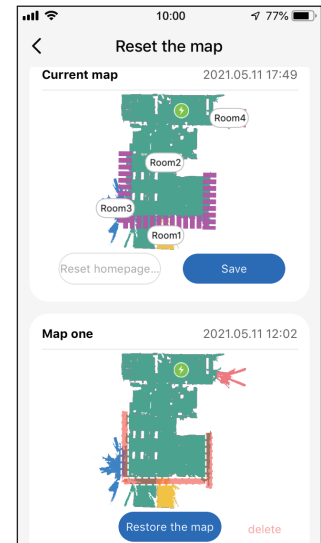 10:00
77%
Reset the map
Current map 2021.05.11 17:49
Room4
Room2
Room3
Room1
Reset homepage... Save
Map one 2021.05.11 12:02
Restore the map delete